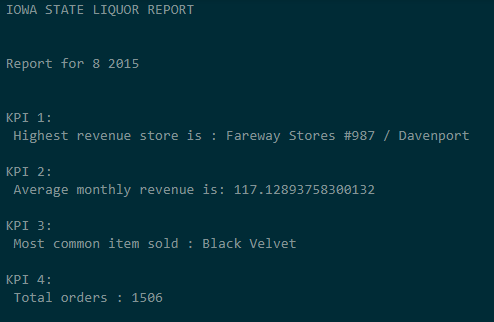 IOWA STATE LIQUOR REPORT
Report for 8 2015
KPI 1:
Highest revenue store is : Fareway Stores #987 / Davenport
KPI 2:
Average monthly revenue is: 117.12893758300132
KPI 3:
Most common item sold : Black Velvet
KPI 4:
Total orders : 1506